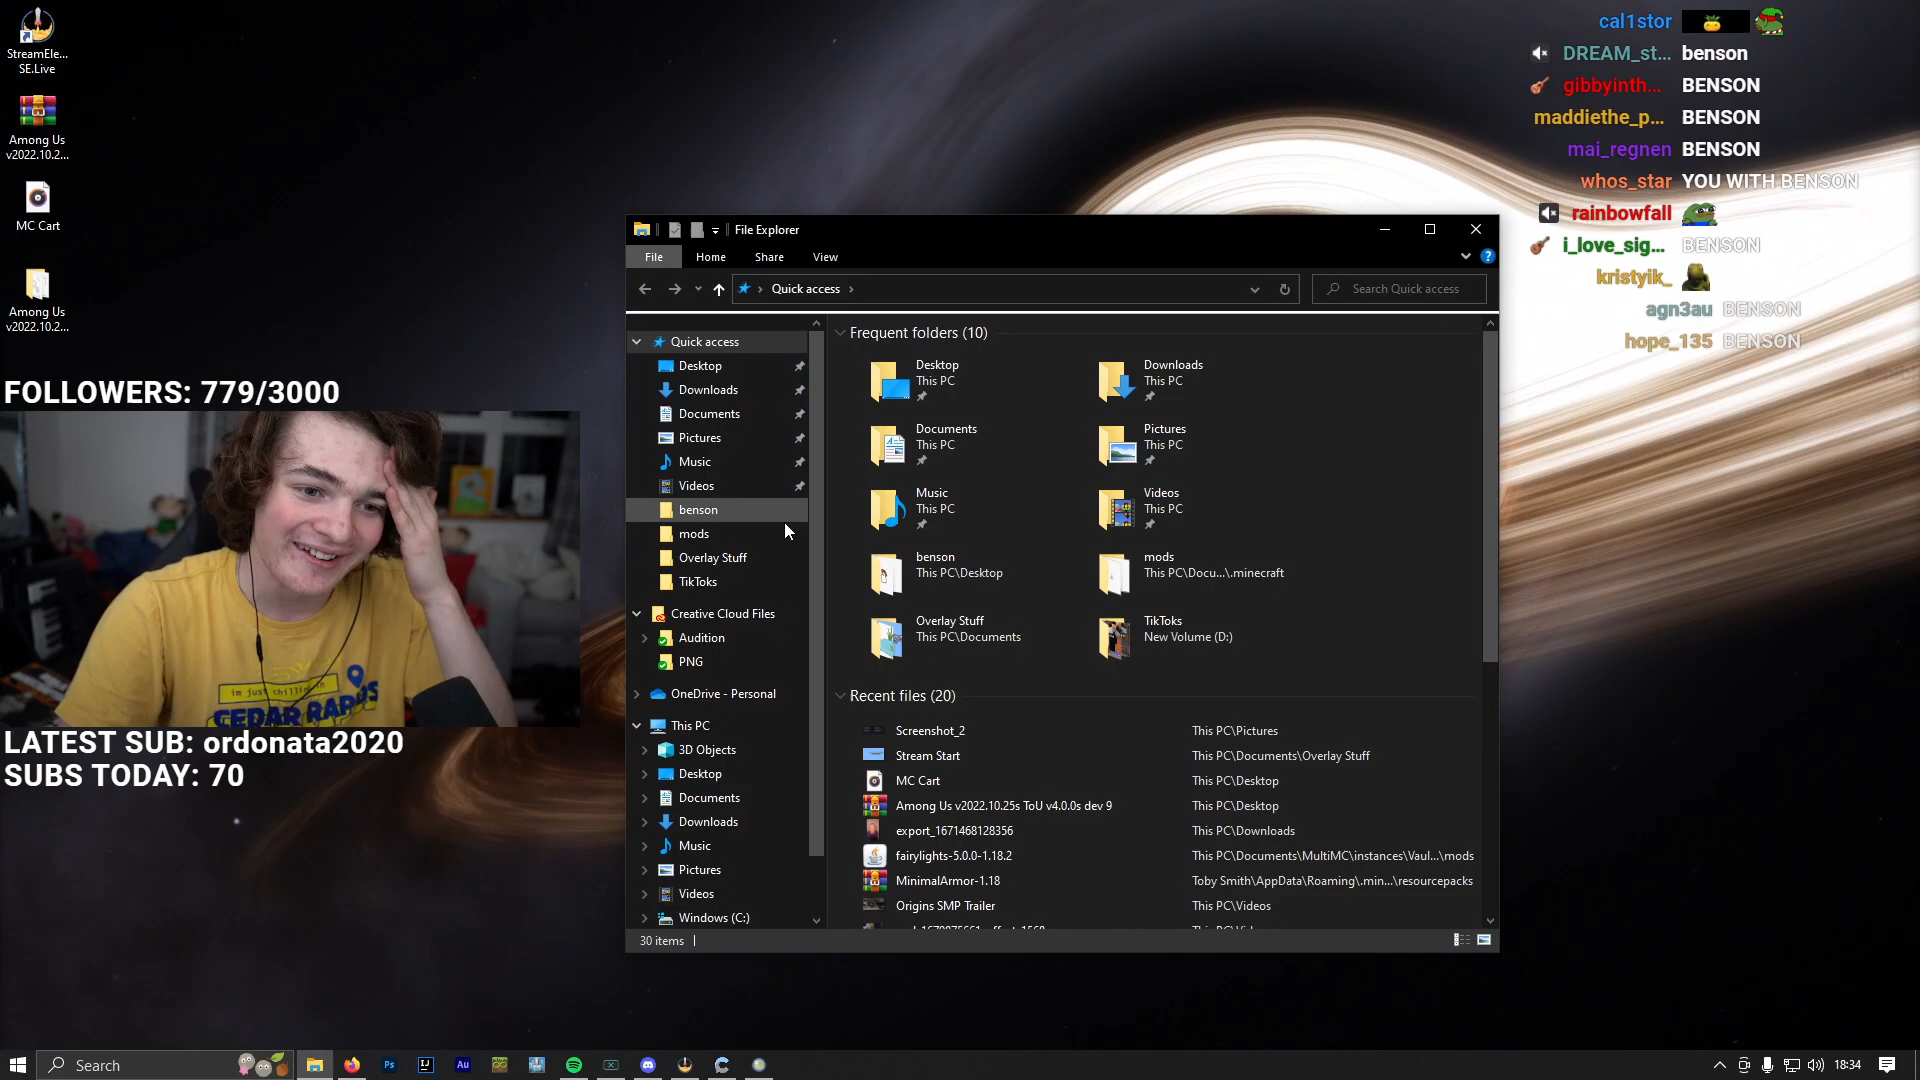 StreamEle...
SE.Live
Among Us
v2022.10.2...
MC Cart
Among Us
v2022.10.2...
FOLLOWERS: 779/3000
im just chillin in
CEDAR RAPIDS
LATEST SUB: ordonata2020
SUBS TODAY: 70
cal1stor
DREAM_st... benson
gibbyinth... BENSON
maddiethe_p... BENSON
mai_regnen BENSON
whos_star YOU WITH BENSON
rainbowfall
i_love_sig... BENSON
kristyik_
agn3au BENSON
hope_135 BENSON
File Explorer
File Home Share View
Quick access
Search Quick access
Quick access
Desktop
Downloads
Documents
Pictures
Music
Videos
benson
mods
Overlay Stuff
TikToks
Creative Cloud Files
Audition
PNG
OneDrive - Personal
This PC
3D Objects
Desktop
Documents
Downloads
Music
Pictures
Videos
Windows (C:)
Frequent folders (10)
Desktop
This PC
Downloads
This PC
Documents
This PC
Pictures
This PC
Music
This PC
Videos
This PC
benson
This PC\Desktop
mods
This PC\Docu...\.minecraft
Overlay Stuff
This PC\Documents
TikToks
New Volume (D:)
Recent files (20)
Screenshot_2 This PC\Pictures
Stream Start This PC\Documents\Overlay Stuff
MC Cart This PC\Desktop
Among Us v2022.10.25s ToU v4.0.0s dev 9 This PC\Desktop
export_1671468128356 This PC\Downloads
fairylights-5.0.0-1.18.2 This PC\Documents\MultiMC\instances\Vaul...\mods
MinimalArmor-1.18 Toby Smith\AppData\Roaming\.min...\resourcepacks
Origins SMP Trailer This PC\Videos
30 items
Search
Ps
IJ
Au
18:34